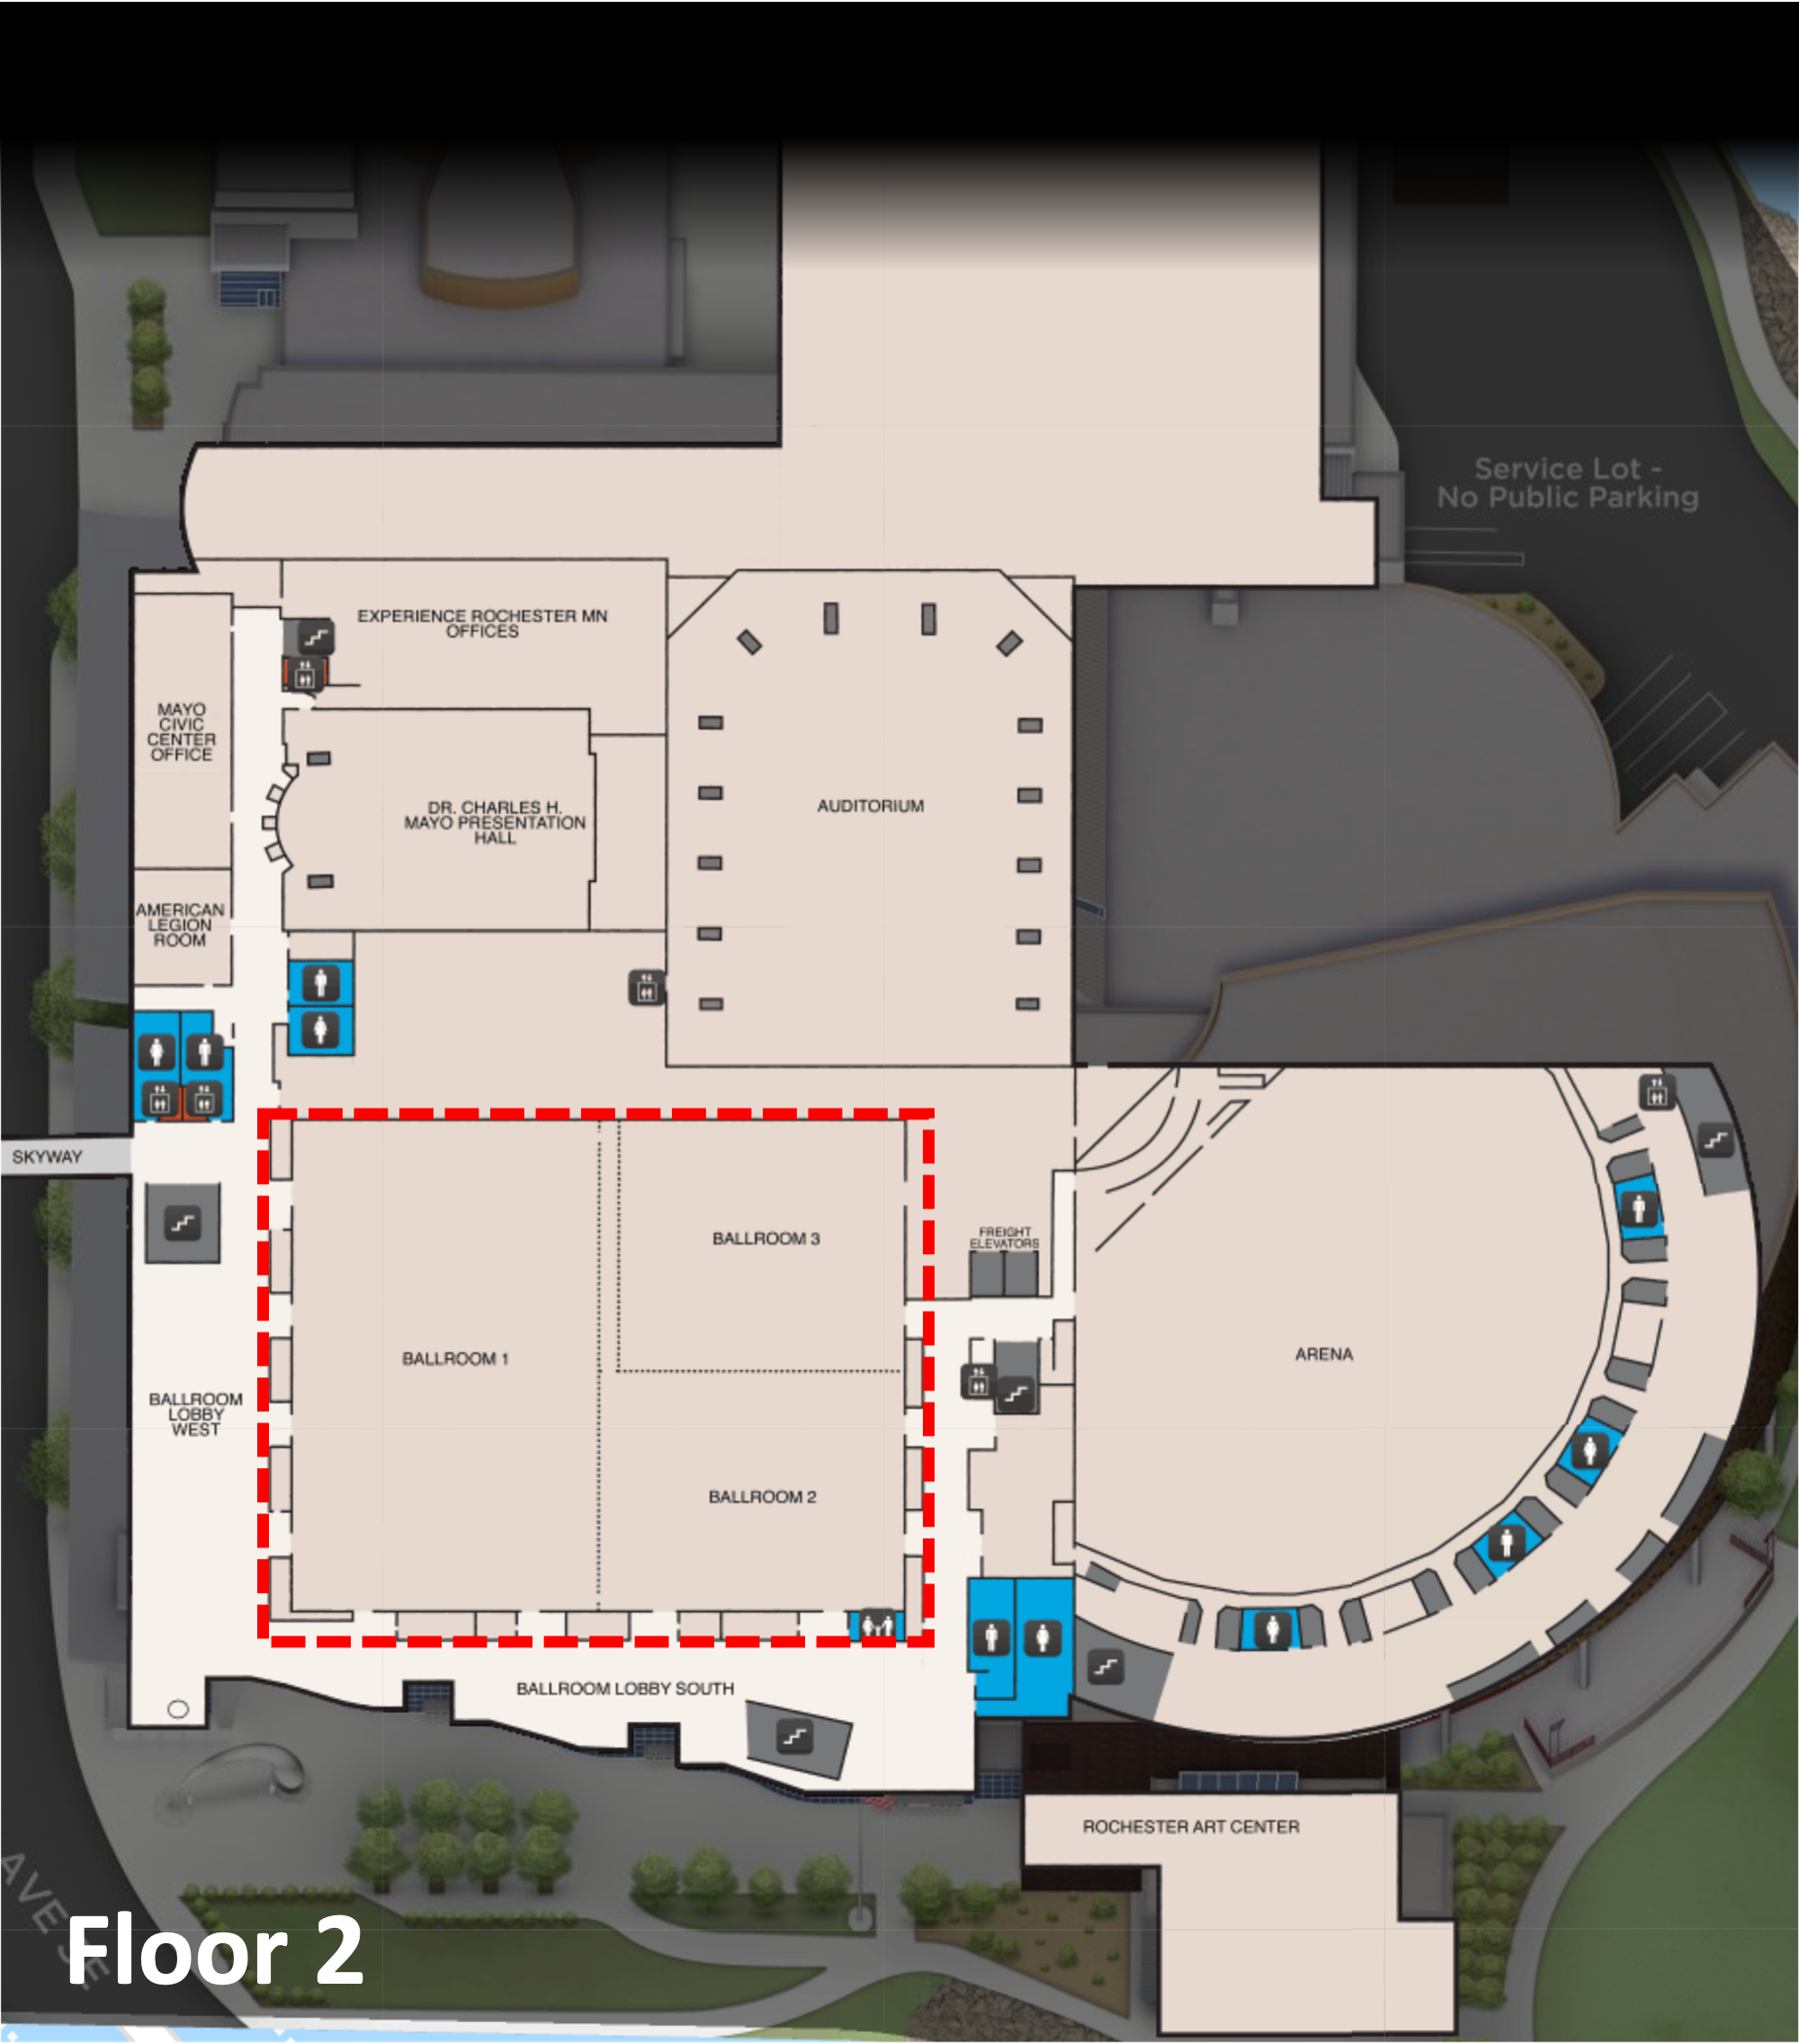 Service Lot -
No Public Parking
EXPERIENCE ROCHESTER MN
OFFICES
MAYO
CIVIC
CENTER
OFFICE
DR. CHARLES H.
MAYO PRESENTATION
HALL
AUDITORIUM
AMERICAN
LEGION
ROOM
SKYWAY
BALLROOM 3
FREIGHT
ELEVATORS
BALLROOM 1
ARENA
BALLROOM
LOBBY
WEST
BALLROOM 2
BALLROOM LOBBY SOUTH
ROCHESTER ART CENTER
AVE SE
Floor 2